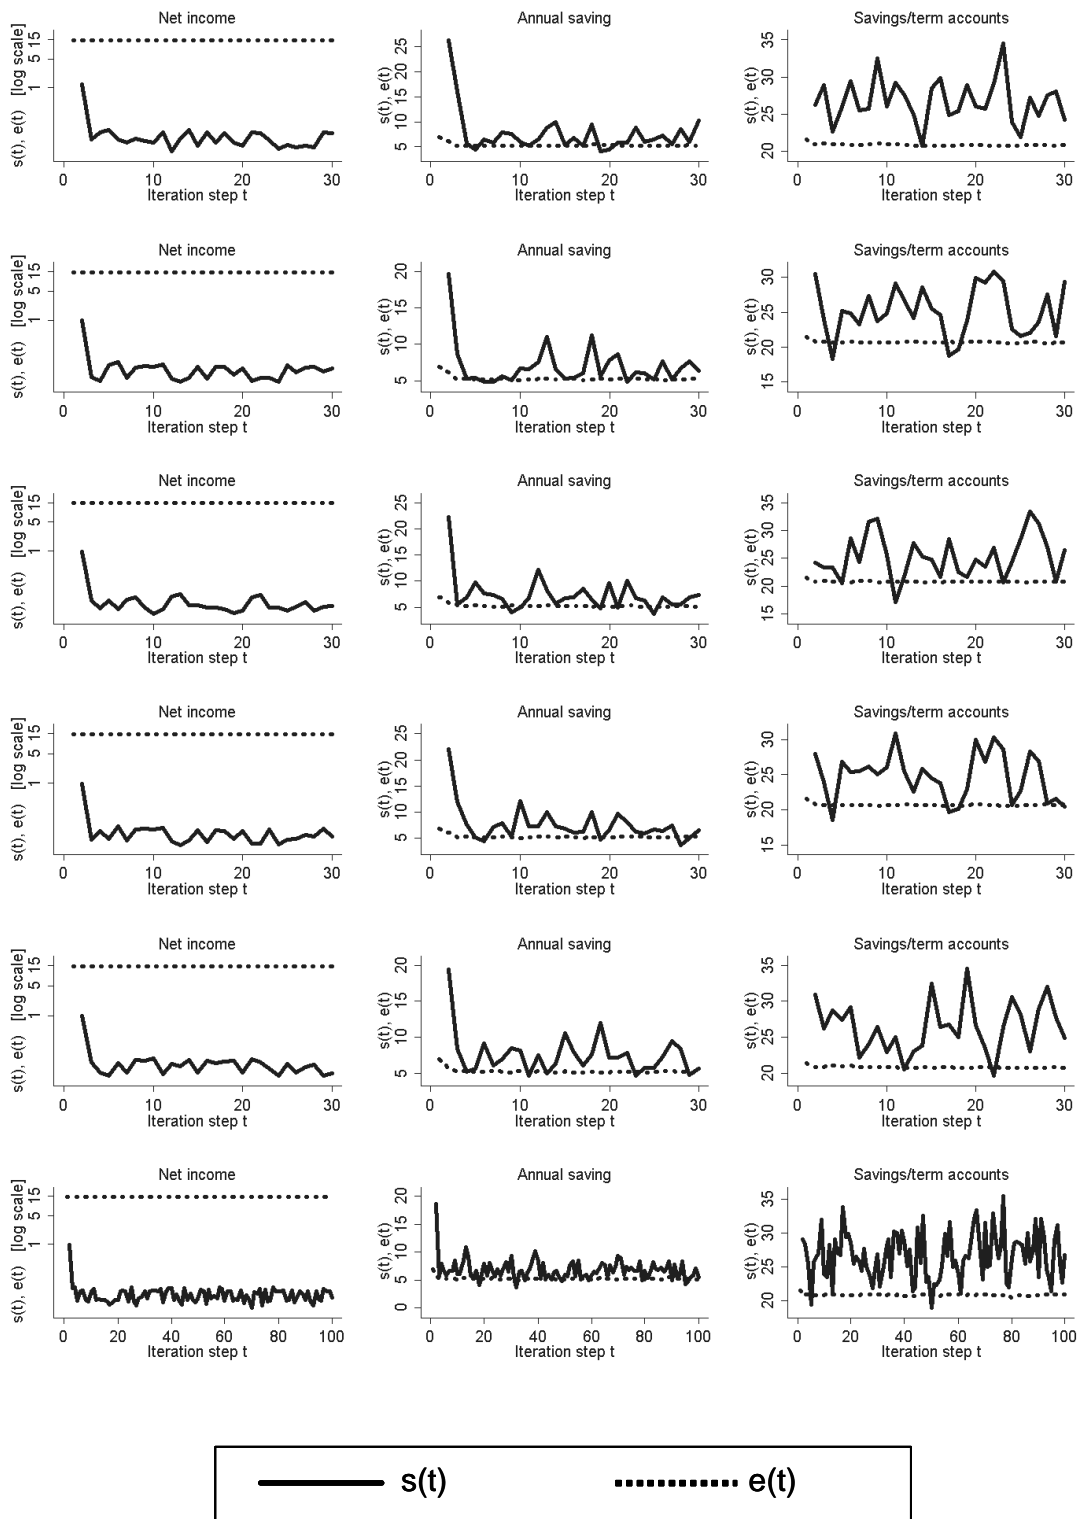 Net income Annual saving Savings/term accounts
s(t), e(t) [log scale] 1 5 15 s(t), e(t) 5 10 15 20 25 s(t), e(t) 20 25 30 35
0 10 20 30 0 10 20 30 0 10 20 30
Iteration step t Iteration step t Iteration step t
Net income Annual saving Savings/term accounts
s(t), e(t) [log scale] 1 5 15 s(t), e(t) 5 10 15 20 s(t), e(t) 15 20 25 30
0 10 20 30 0 10 20 30 0 10 20 30
Iteration step t Iteration step t Iteration step t
Net income Annual saving Savings/term accounts
s(t), e(t) [log scale] 1 5 15 s(t), e(t) 5 10 15 20 25 s(t), e(t) 15 20 25 30 35
0 10 20 30 0 10 20 30 0 10 20 30
Iteration step t Iteration step t Iteration step t
Net income Annual saving Savings/term accounts
s(t), e(t) [log scale] 1 5 15 s(t), e(t) 5 10 15 20 25 s(t), e(t) 15 20 25 30
0 10 20 30 0 10 20 30 0 10 20 30
Iteration step t Iteration step t Iteration step t
Net income Annual saving Savings/term accounts
s(t), e(t) [log scale] 1 5 15 s(t), e(t) 5 10 15 20 s(t), e(t) 20 25 30 35
0 10 20 30 0 10 20 30 0 10 20 30
Iteration step t Iteration step t Iteration step t
Net income Annual saving Savings/term accounts
s(t), e(t) [log scale] 1 5 15 s(t), e(t) 0 5 10 15 20 s(t), e(t) 20 25 30 35
0 20 40 60 80 100 0 20 40 60 80 100 0 20 40 60 80 100
Iteration step t Iteration step t Iteration step t
s(t) e(t)